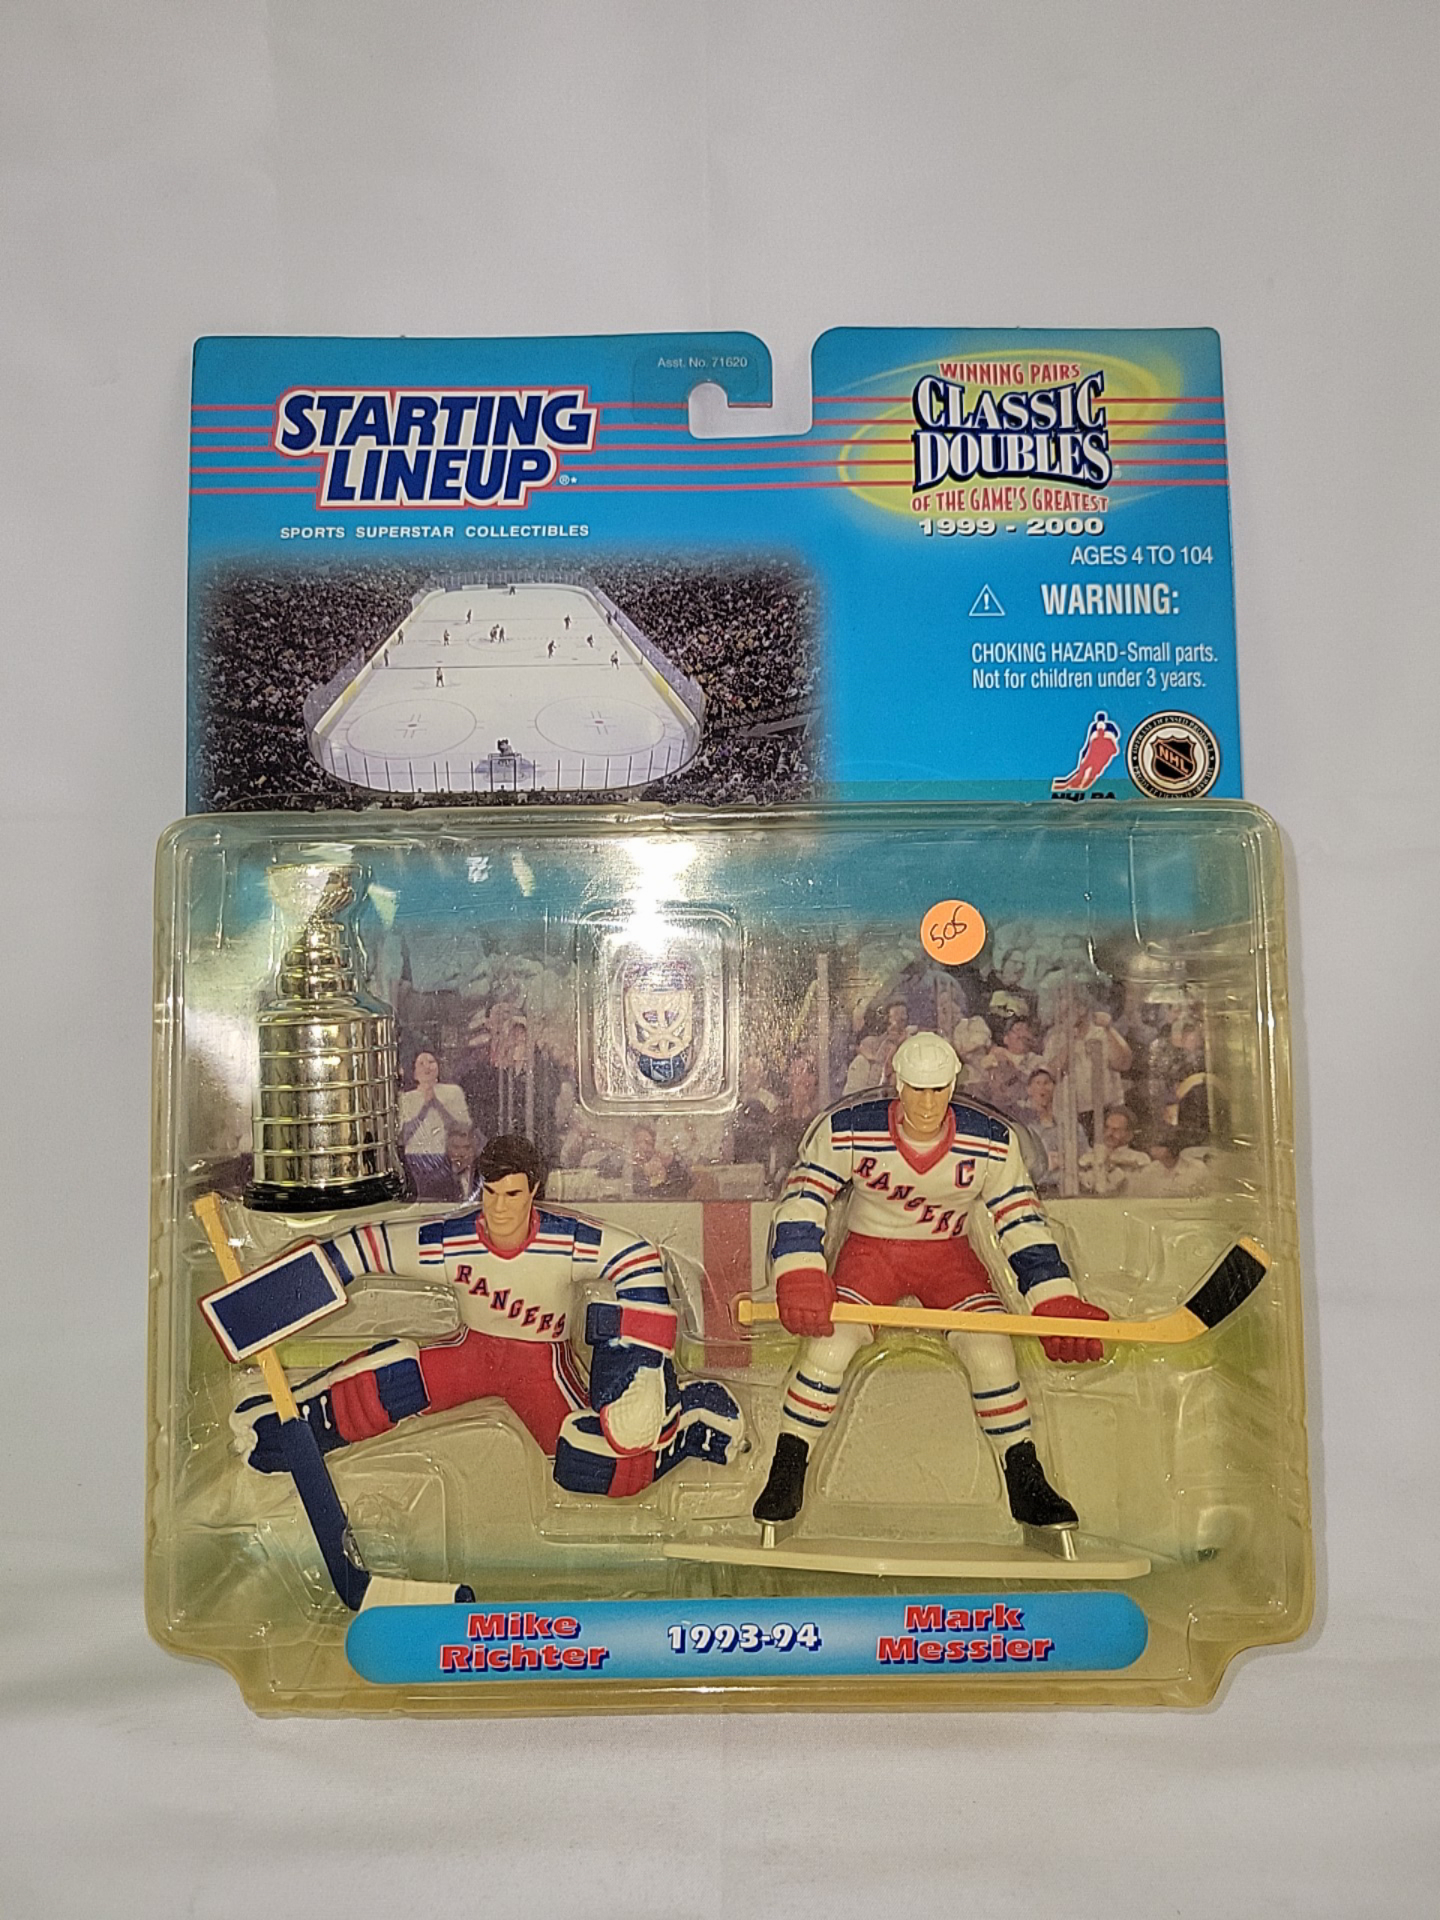 Asst. No. 71620
STARTING
LINEUP ®*
SPORTS SUPERSTAR COLLECTIBLES
WINNING PAIRS
CLASSIC
DOUBLES
OF THE GAME'S GREATEST
1999 - 2000
AGES 4 TO 104
WARNING:
CHOKING HAZARD-Small parts.
Not for children under 3 years.
NHLPA
NHL
506
RANGERS
C
RANGERS
Mike
Richter
1993-94
Mark
Messier